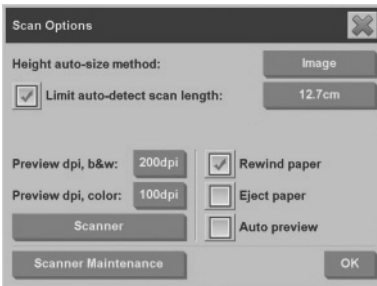 Scan Options
Height auto-size method: Image
Limit auto-detect scan length: 12.7cm
Preview dpi, b&w: 200dpi Rewind paper
Preview dpi, color: 100dpi Eject paper
Scanner Auto preview
Scanner Maintenance OK